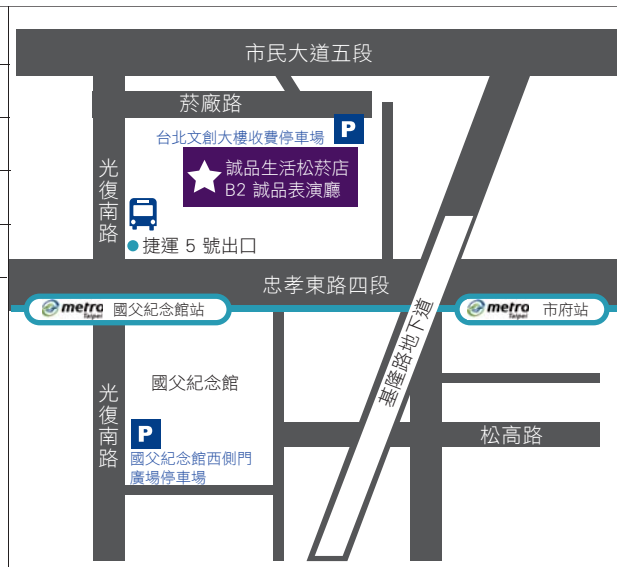 市民大道五段
菸廠路
台北文創大樓收費停車場
P
光復南路
誠品生活松菸店
B2 誠品表演廳
捷運 5 號出口
忠孝東路四段
metro
Taipei
國父紀念館站
metro
Taipei
市府站
基隆路地下道
國父紀念館
光復南路
P
國父紀念館西側門
廣場停車場
松高路